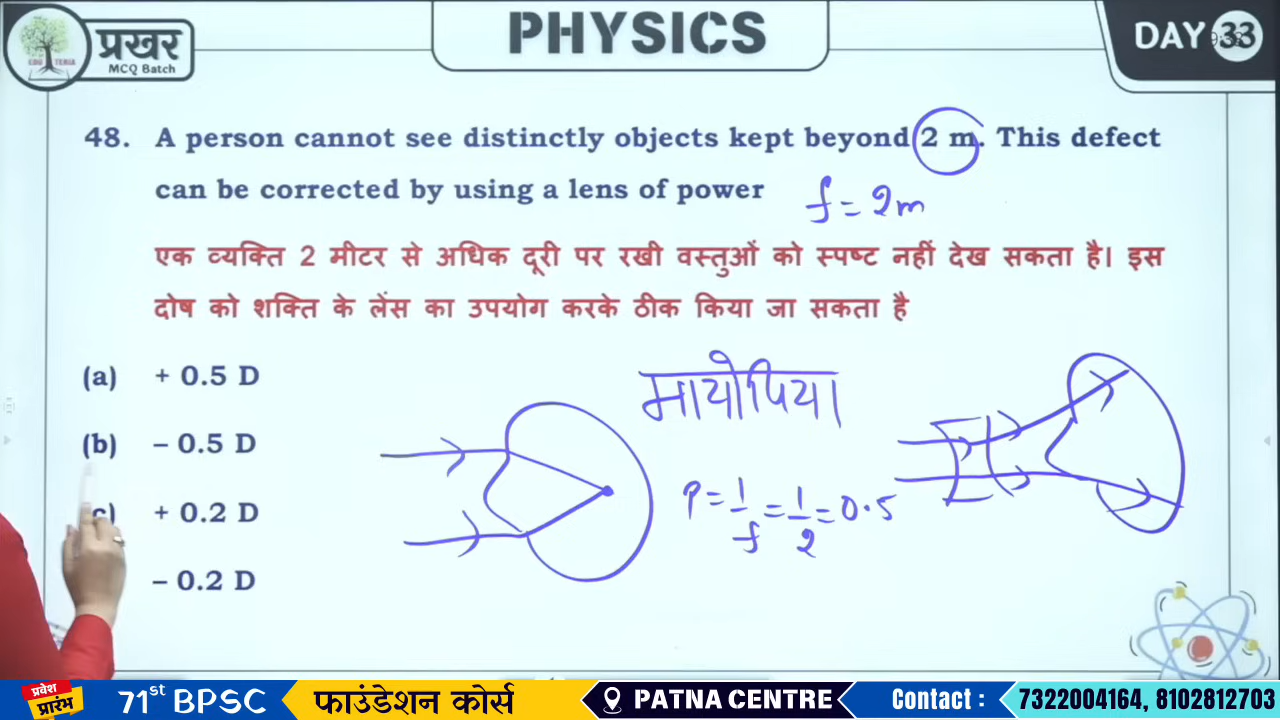 EDU TERIA
प्रखर
MCQ Batch
PHYSICS
DAY 33
48. A person cannot see distinctly objects kept beyond 2 m. This defect
can be corrected by using a lens of power
f = 2m
एक व्यक्ति 2 मीटर से अधिक दूरी पर रखी वस्तुओं को स्पष्ट नहीं देख सकता है। इस
दोष को शक्ति के लेंस का उपयोग करके ठीक किया जा सकता है
(a) + 0.5 D
(b) – 0.5 D
(c) + 0.2 D
– 0.2 D
मायोपिया
P = 1/f = 1/2 = 0.5
प्रवेश
प्रारंभ
71st BPSC
फाउंडेशन कोर्स
PATNA CENTRE
Contact :
7322004164, 8102812703